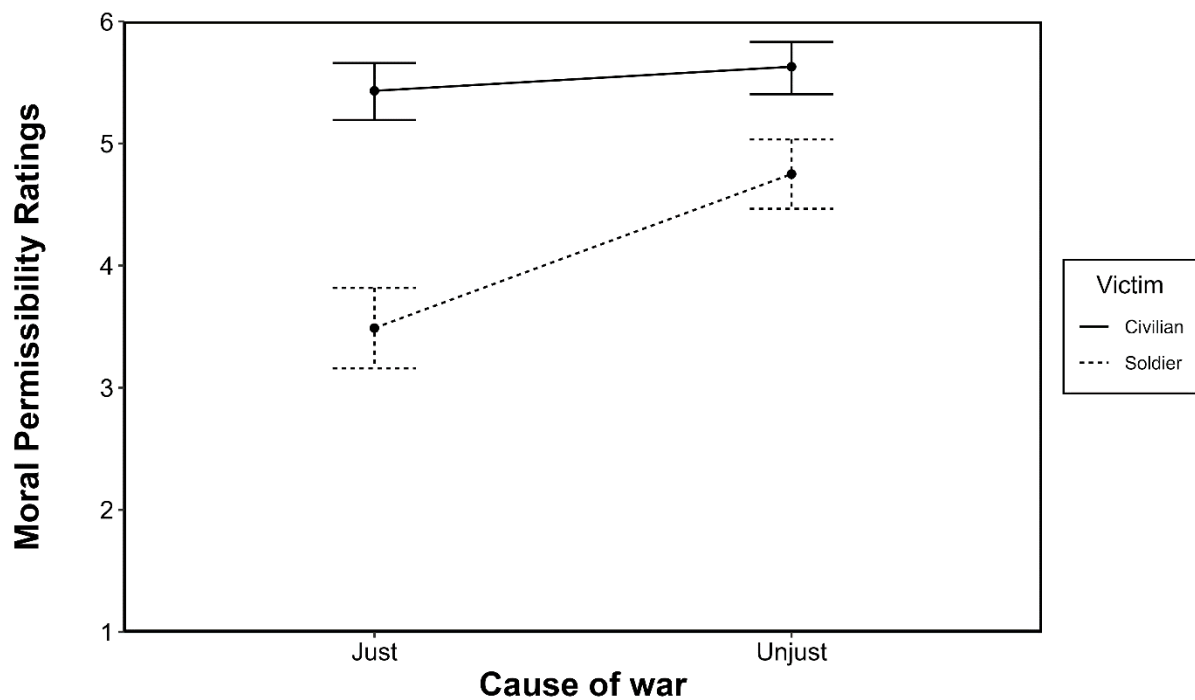 Moral Permissibility Ratings
6
5
4
3
2
1
Just
Unjust
Cause of war
Victim
Civilian
Soldier